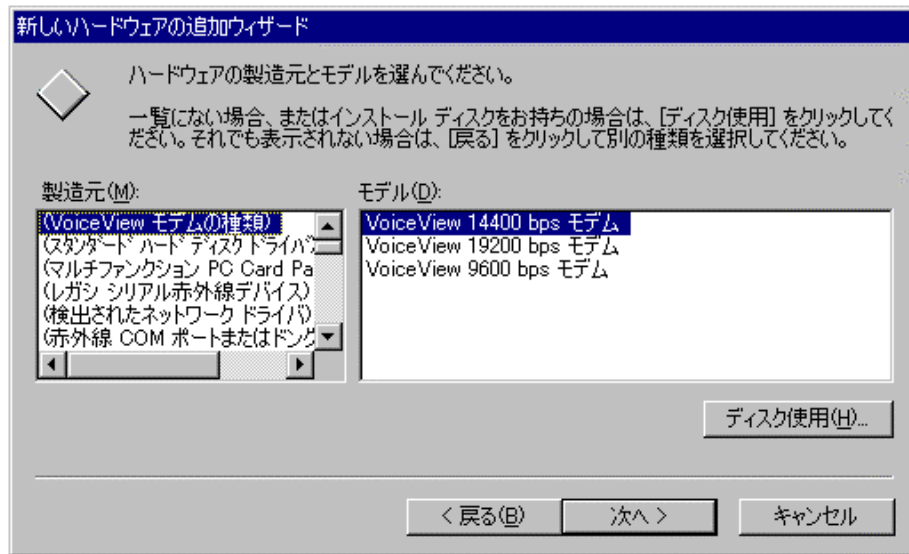 新しいハードウェアの追加ウィザード
ハードウェアの製造元とモデルを選んでください。
一覧にない場合、またはインストール ディスクをお持ちの場合は、[ディスク使用] をクリックしてく
ださい。それでも表示されない場合は、[戻る] をクリックして別の種類を選択してください。
製造元(M):
(VoiceView モデムの種類)
(スタンダード ハード ディスク ドライバ)
(マルチファンクション PC Card Pa
(レガシ シリアル赤外線デバイス)
(検出されたネットワーク ドライバ)
(赤外線 COM ポートまたはドング
モデル(D):
VoiceView 14400 bps モデム
VoiceView 19200 bps モデム
VoiceView 9600 bps モデム
ディスク使用(H)...
< 戻る(B)
次へ >
キャンセル